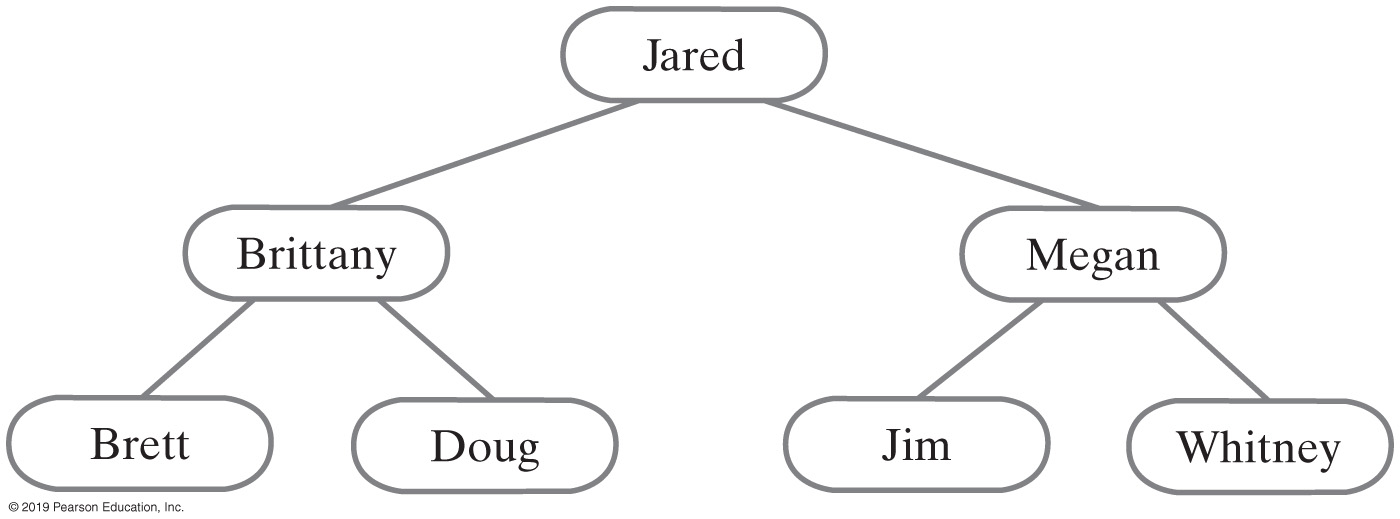 Jared
Brittany
Megan
Brett
Doug
Jim
Whitney
© 2019 Pearson Education, Inc.